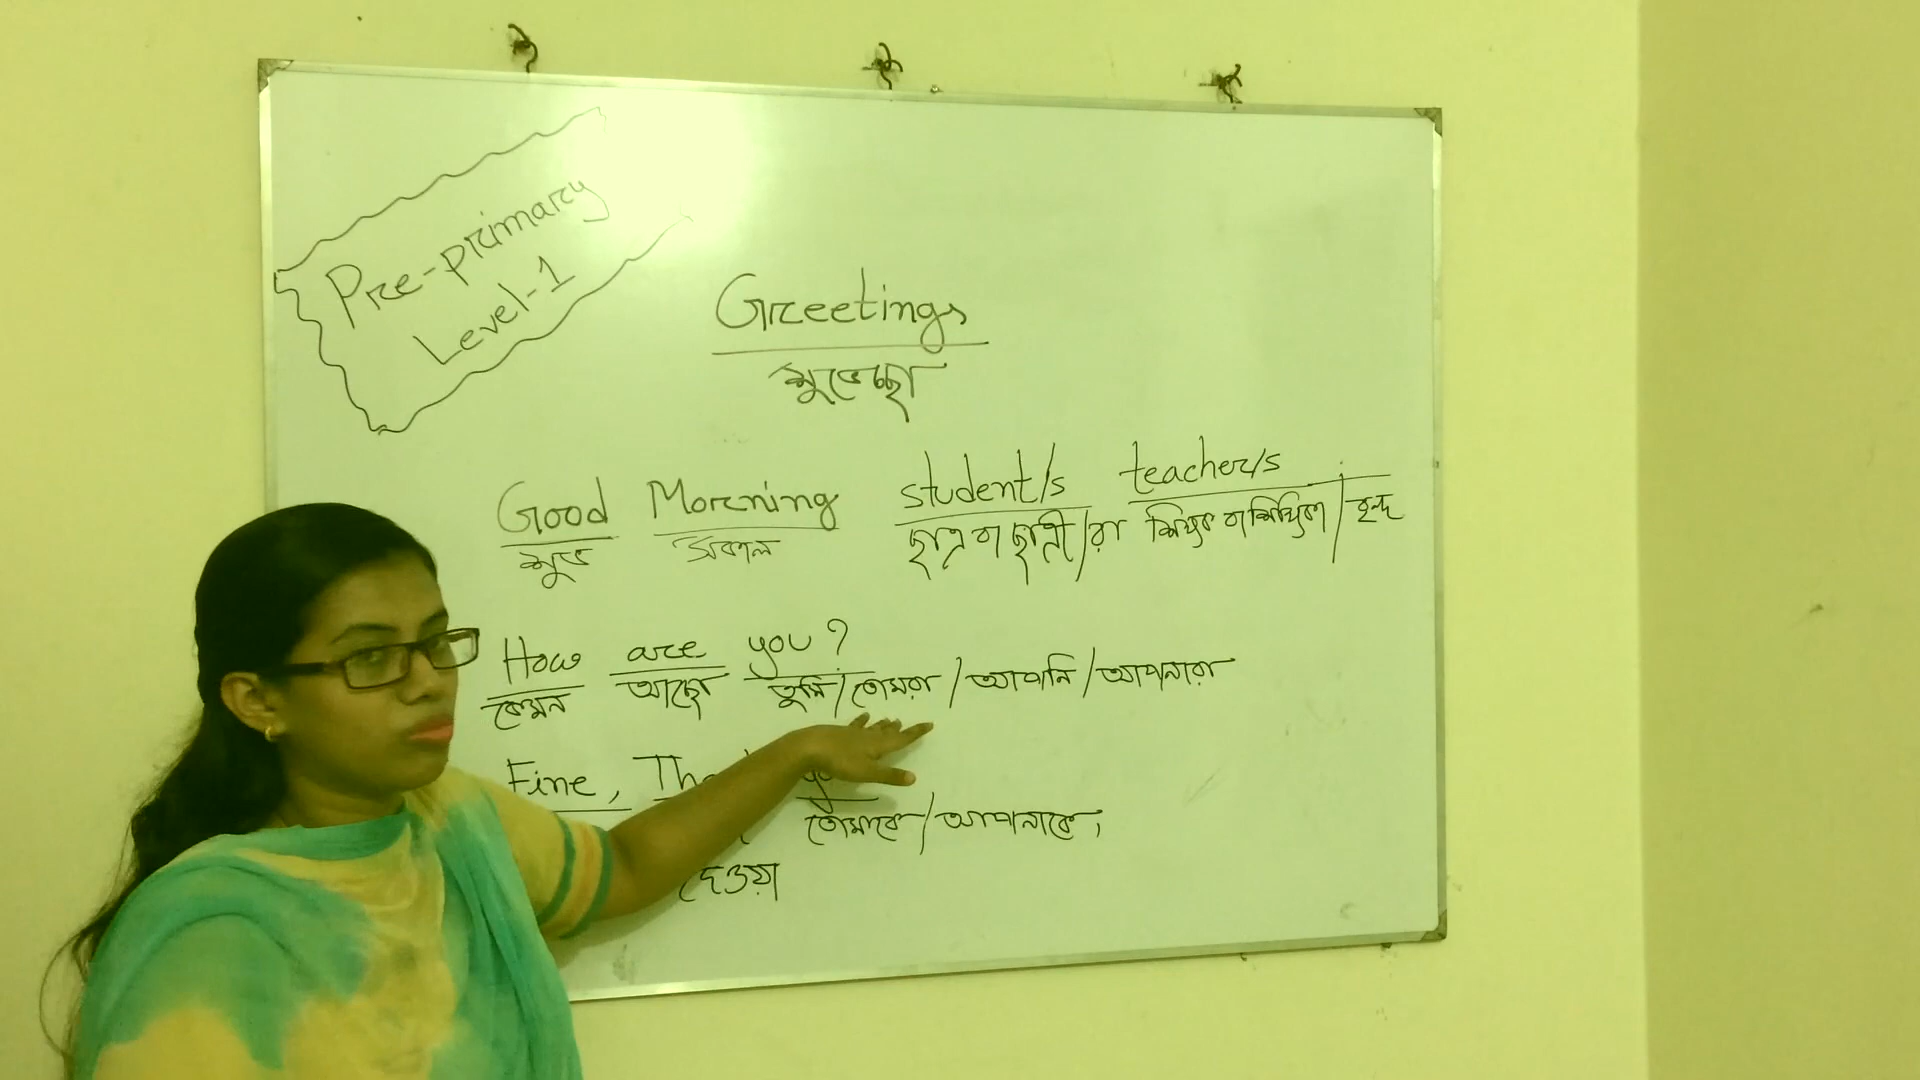 Pre-primary
Level-1
Greetings
শুভেচ্ছা
Good Morning student/s teacher/s
শুভ সকাল ছাত্র বা ছাত্রী/রা শিক্ষক বা শিক্ষিকা/বৃন্দ
How are you?
কেমন আছো তুমি/তোমরা/আপনি/আপনারা
Fine,
তোমাকে/আপনাকে,
দেওয়া